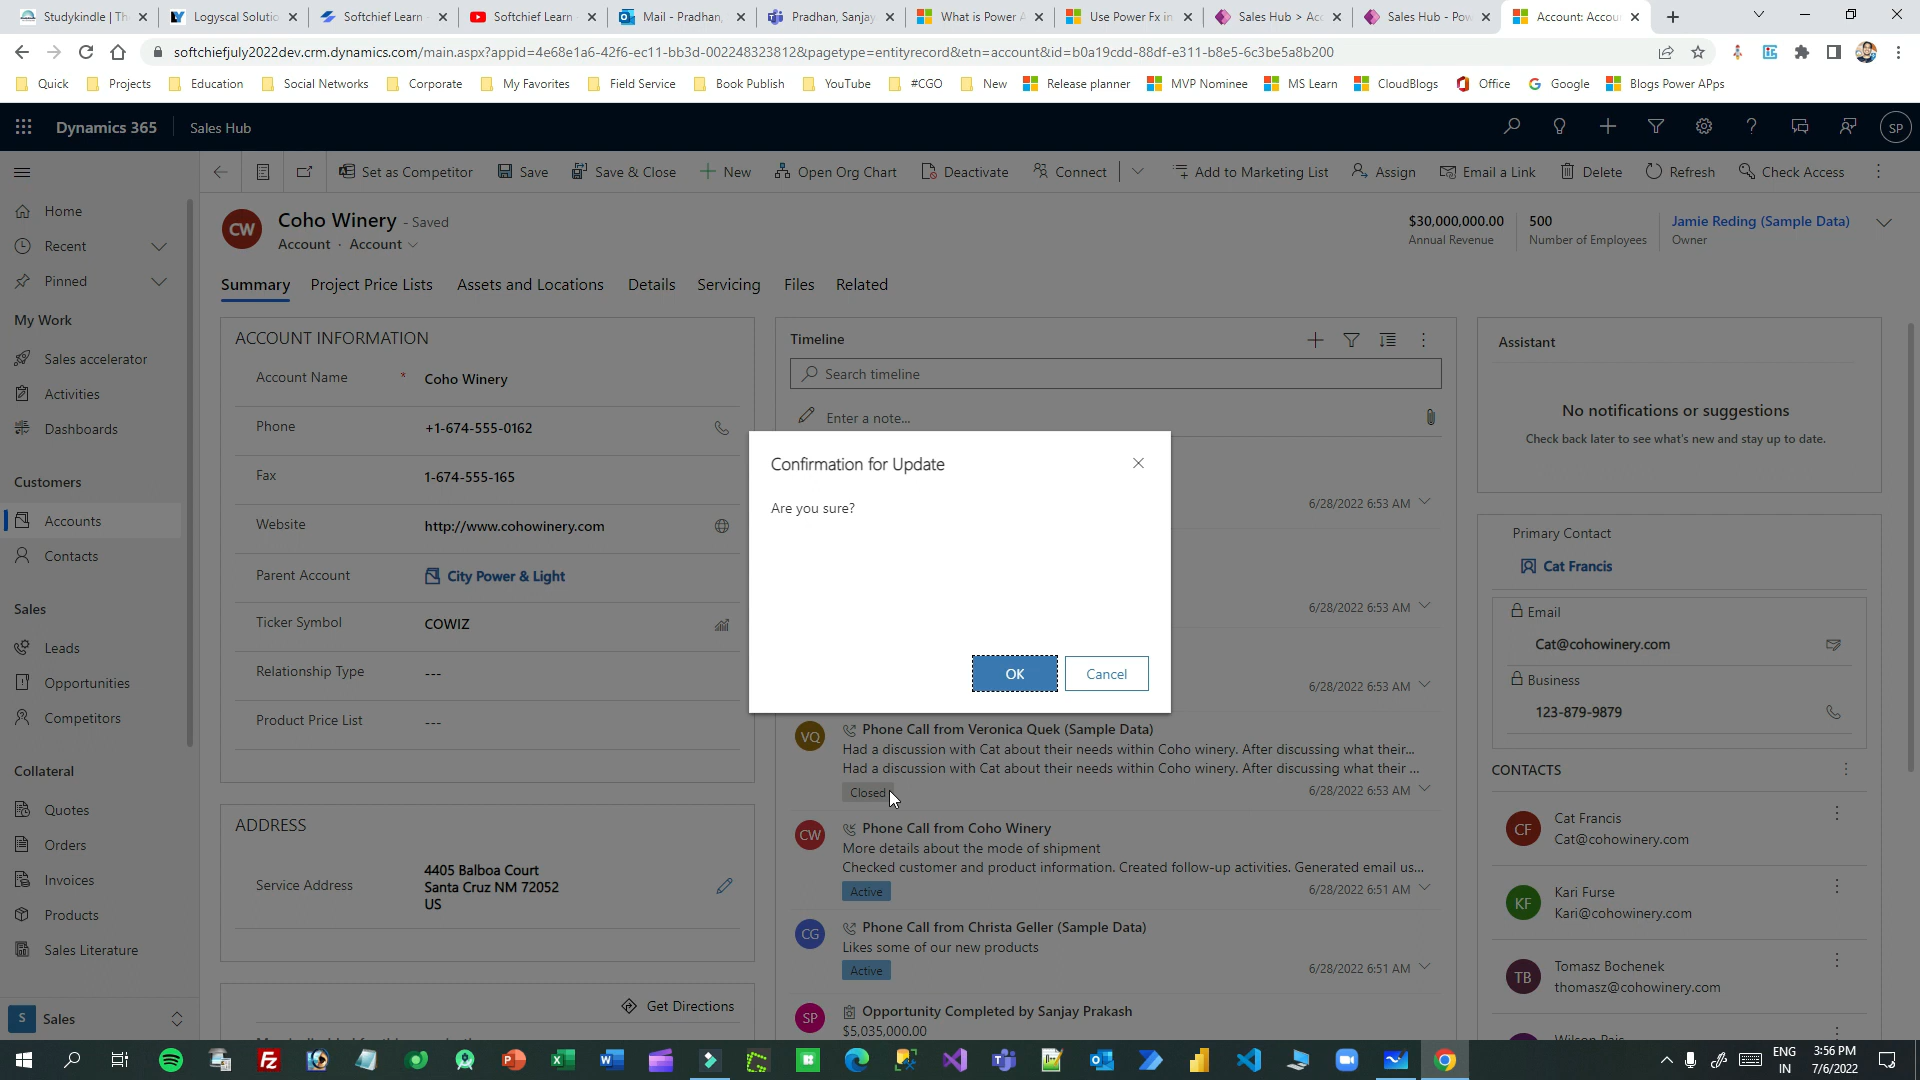 Studykindle | Th
Logyscal Solutio
Softchief Learn
Softchief Learn
Mail - Pradhan,
Pradhan, Sanjay
What is Power A
Use Power Fx in
Sales Hub > Acc
Sales Hub - Pow
Account: Accou
softchiefjuly2022dev.crm.dynamics.com/main.aspx?appid=4e68e1a6-42f6-ec11-bb3d-002248323812&pagetype=entityrecord&etn=account&id=b0a19cdd-88df-e311-b8e5-6c3be5a8b200
Quick
Projects
Education
Social Networks
Corporate
My Favorites
Field Service
Book Publish
YouTube
#CGO
New
Release planner
MVP Nominee
MS Learn
CloudBlogs
Office
Google
Blogs Power APps
Dynamics 365
Sales Hub
SP
Set as Competitor
Save
Save & Close
New
Open Org Chart
Deactivate
Connect
Add to Marketing List
Assign
Email a Link
Delete
Refresh
Check Access
Home
Recent
Pinned
My Work
Sales accelerator
Activities
Dashboards
Customers
Accounts
Contacts
Sales
Leads
Opportunities
Competitors
Collateral
Quotes
Orders
Invoices
Products
Sales Literature
S Sales
CW
Coho Winery - Saved
Account · Account
$30,000,000.00
Annual Revenue
500
Number of Employees
Jamie Reding (Sample Data)
Owner
Summary
Project Price Lists
Assets and Locations
Details
Servicing
Files
Related
ACCOUNT INFORMATION
Account Name * Coho Winery
Phone +1-674-555-0162
Fax 1-674-555-165
Website http://www.cohowinery.com
Parent Account City Power & Light
Ticker Symbol COWIZ
Relationship Type ---
Product Price List ---
ADDRESS
Service Address
4405 Balboa Court
Santa Cruz NM 72052
US
Get Directions
Timeline
Search timeline
Enter a note...
6/28/2022 6:53 AM
6/28/2022 6:53 AM
6/28/2022 6:53 AM
Confirmation for Update
Are you sure?
OK
Cancel
VQ
Phone Call from Veronica Quek (Sample Data)
Had a discussion with Cat about their needs within Coho winery. After discussing what their...
Had a discussion with Cat about their needs within Coho winery. After discussing what their ...
Closed
6/28/2022 6:53 AM
CW
Phone Call from Coho Winery
More details about the mode of shipment
Checked customer and product information. Created follow-up activities. Generated email us...
Active
6/28/2022 6:51 AM
CG
Phone Call from Christa Geller (Sample Data)
Likes some of our new products
Active
6/28/2022 6:51 AM
SP
Opportunity Completed by Sanjay Prakash
$5,035,000.00
Assistant
No notifications or suggestions
Check back later to see what's new and stay up to date.
Primary Contact
Cat Francis
Email
Cat@cohowinery.com
Business
123-879-9879
CONTACTS
CF
Cat Francis
Cat@cohowinery.com
KF
Kari Furse
Kari@cohowinery.com
TB
Tomasz Bochenek
thomasz@cohowinery.com
ENG
IN
3:56 PM
7/6/2022